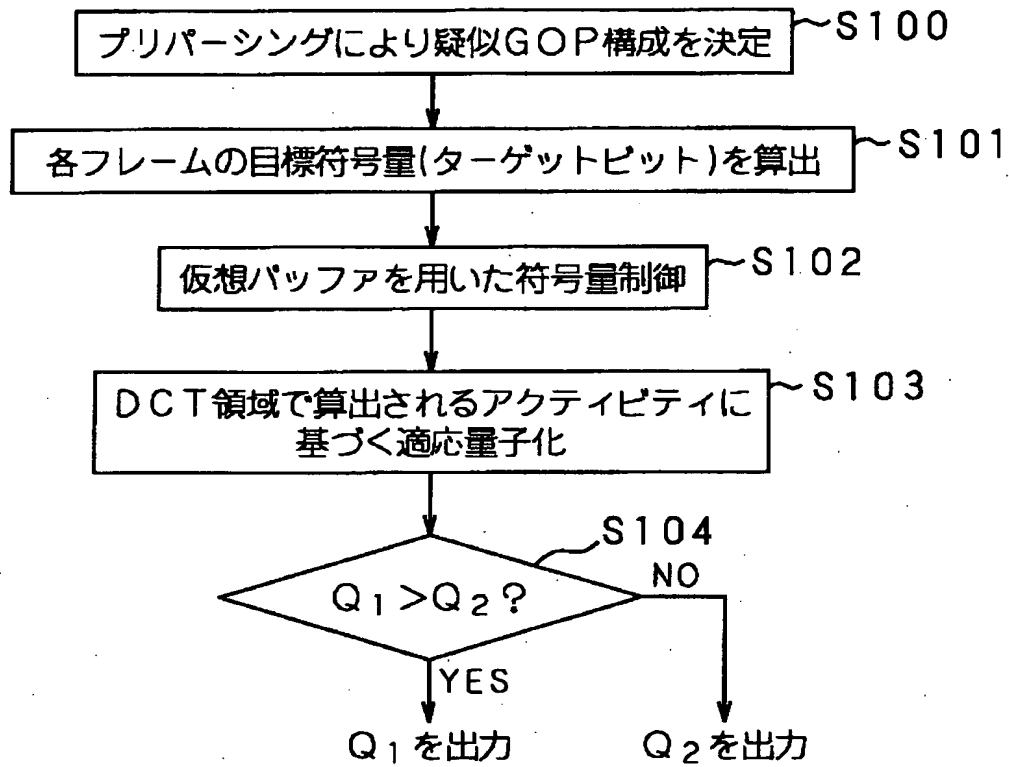 プリパーシングにより疑似GOP構成を決定
S100
各フレームの目標符号量(ターゲットビット)を算出
S101
仮想バッファを用いた符号量制御
S102
DCT領域で算出されるアクティビティに
基づく適応量子化
S103
S104
Q1>Q2?
NO
YES
Q1を出力
Q2を出力